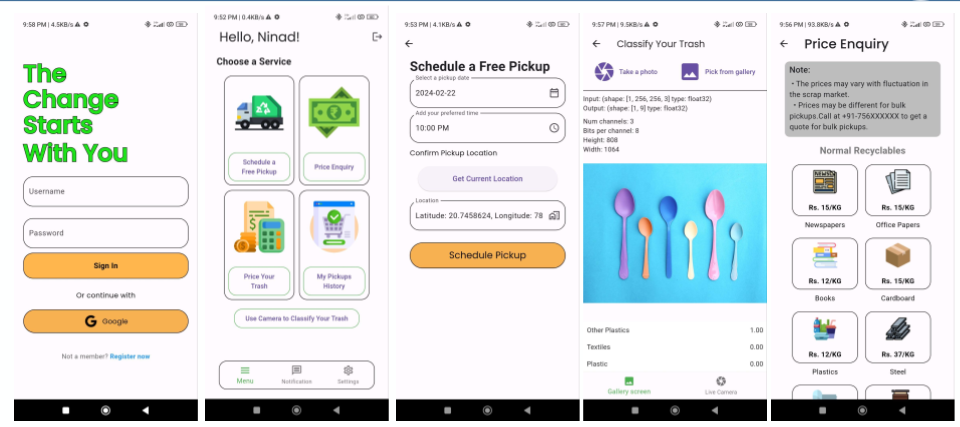 9:58 PM | 4.5KB/s
The
Change
Starts
With You
Username
Password
Sign In
Or continue with
Google
Not a member? Register now
9:52 PM | 0.4KB/s
Hello, Ninad!
Choose a Service
Schedule a
Free Pickup
Price Enquiry
Price Your
Trash
My Pickups
History
Use Camera to Classify Your Trash
Menu
Notification
Settings
9:53 PM | 4.1KB/s
Schedule a Free Pickup
Select a pickup date
2024-02-22
Add your preferred time
10:00 PM
Confirm Pickup Location
Get Current Location
Location
Latitude: 20.7458624, Longitude: 78
Schedule Pickup
9:57 PM | 9.5KB/s
Classify Your Trash
Take a photo
Pick from gallery
Input: (shape: [1, 256, 256, 3] type: float32)
Output: (shape: [1, 9] type: float32)
Num channels: 3
Bits per channel: 8
Height: 808
Width: 1064
Other Plastics 1.00
Textiles 0.00
Plastic 0.00
Gallery screen
Live Camera
9:56 PM | 93.8KB/s
Price Enquiry
Note:
• The prices may vary with fluctuation in
the scrap market.
• Prices may be different for bulk
pickups.Call at +91-756XXXXXX to get a
quote for bulk pickups.
Normal Recyclables
Rs. 15/KG
Newspapers
Rs. 15/KG
Office Papers
Rs. 12/KG
Books
Rs. 15/KG
Cardboard
Rs. 12/KG
Plastics
Rs. 37/KG
Steel